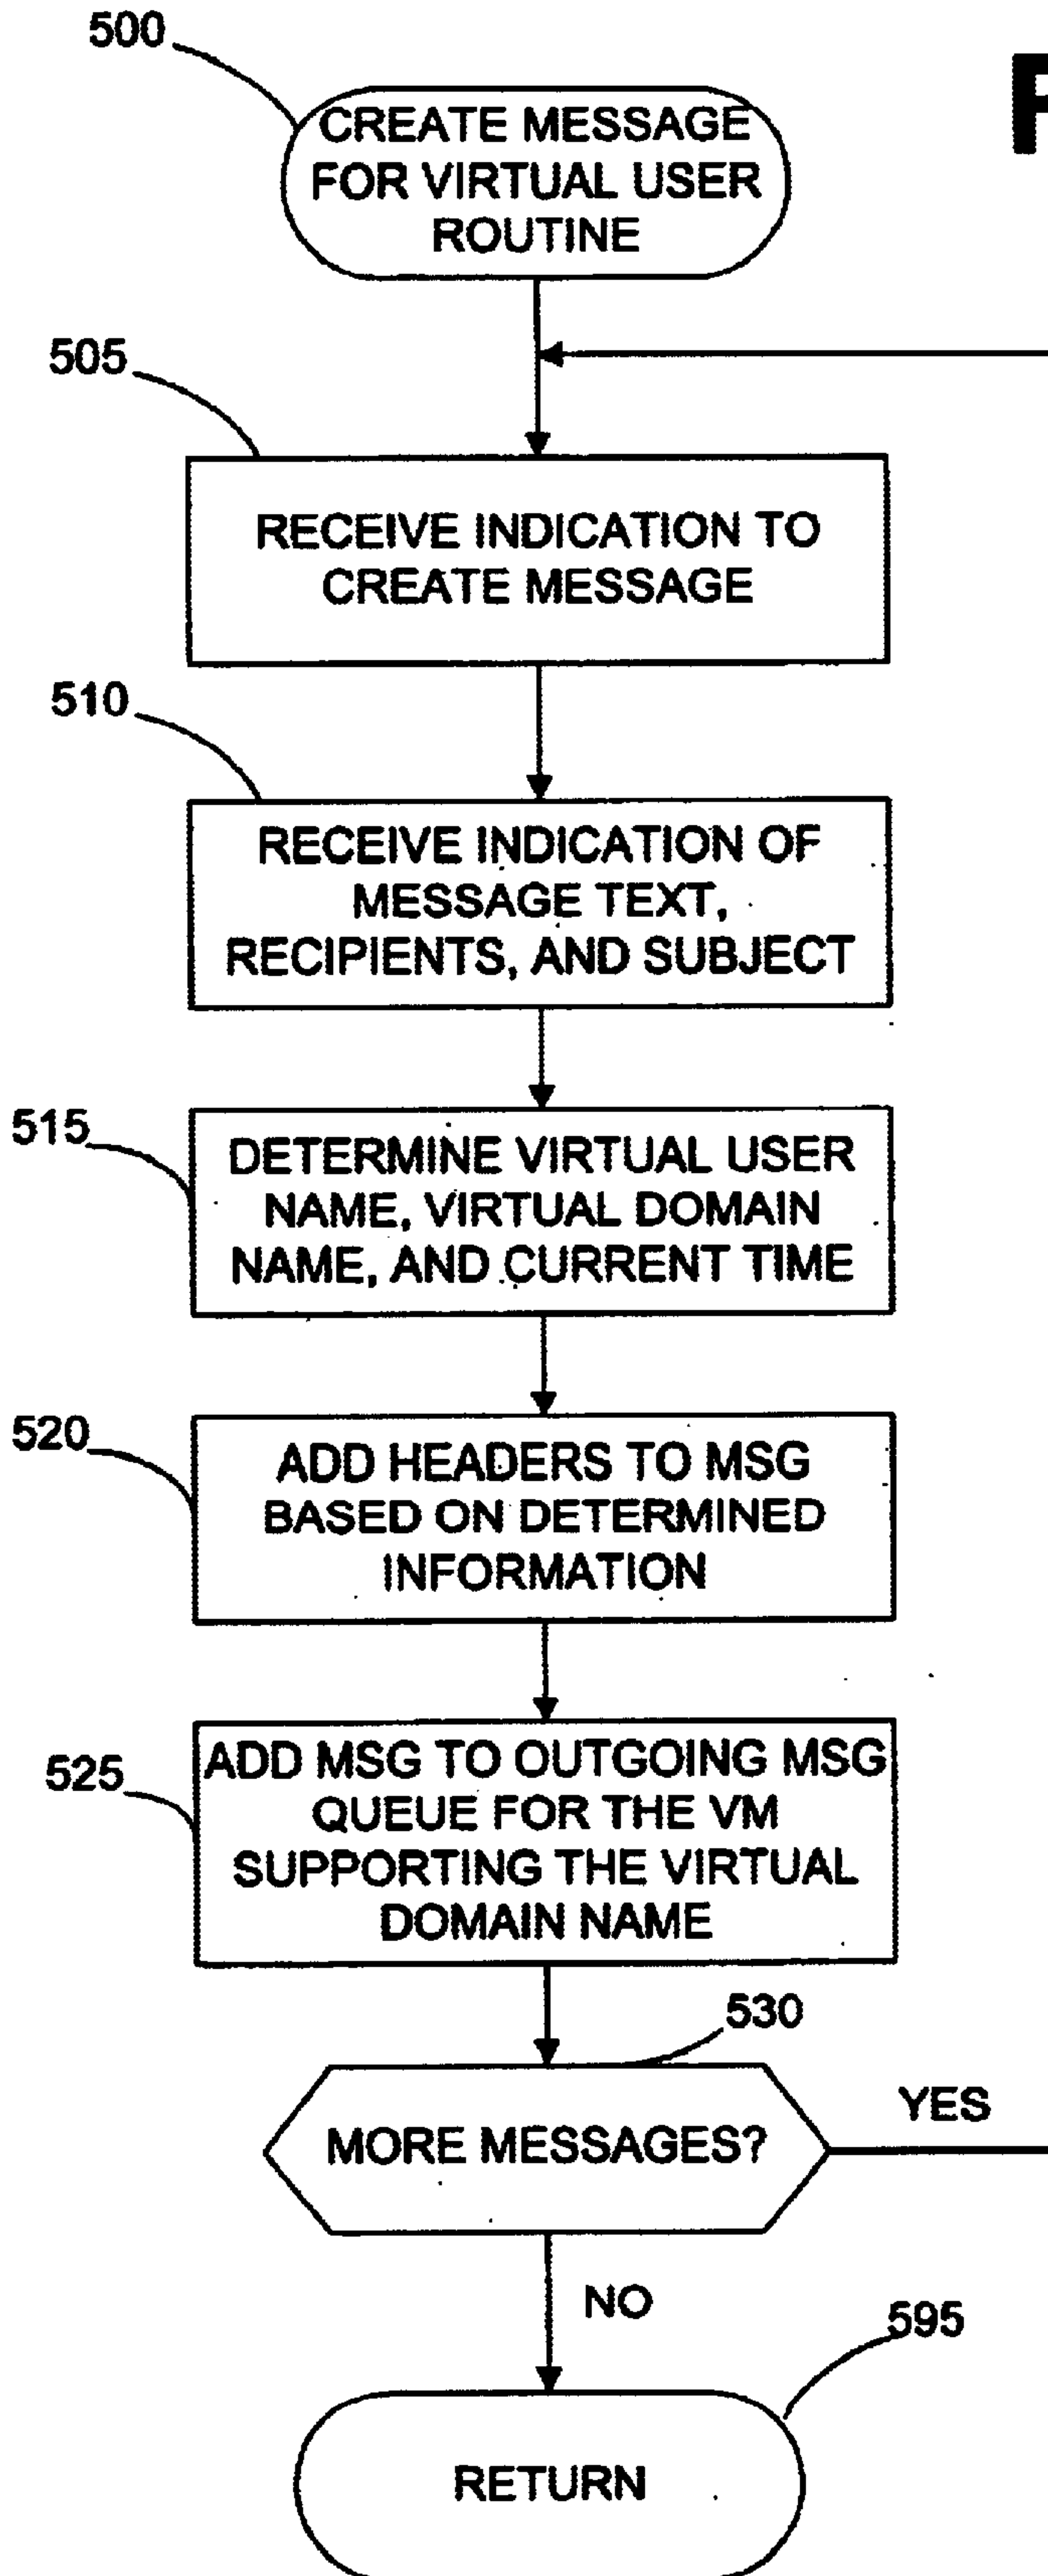 500
CREATE MESSAGE
FOR VIRTUAL USER
ROUTINE
505
RECEIVE INDICATION TO
CREATE MESSAGE
510
RECEIVE INDICATION OF
MESSAGE TEXT,
RECIPIENTS, AND SUBJECT
515
DETERMINE VIRTUAL USER
NAME, VIRTUAL DOMAIN
NAME, AND CURRENT TIME
520
ADD HEADERS TO MSG
BASED ON DETERMINED
INFORMATION
525
ADD MSG TO OUTGOING MSG
QUEUE FOR THE VM
SUPPORTING THE VIRTUAL
DOMAIN NAME
530
MORE MESSAGES?
YES
NO
595
RETURN